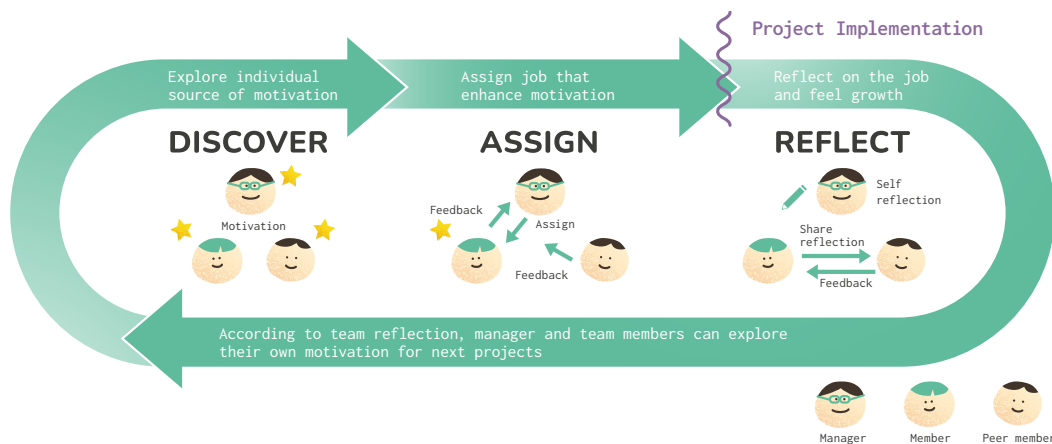 Project Implementation
Explore individual
source of motivation
Assign job that
enhance motivation
Reflect on the job
and feel growth
DISCOVER
ASSIGN
REFLECT
Motivation
Feedback
Assign
Feedback
Self
reflection
Share
reflection
Feedback
According to team reflection, manager and team members can explore
their own motivation for next projects
Manager
Member
Peer member